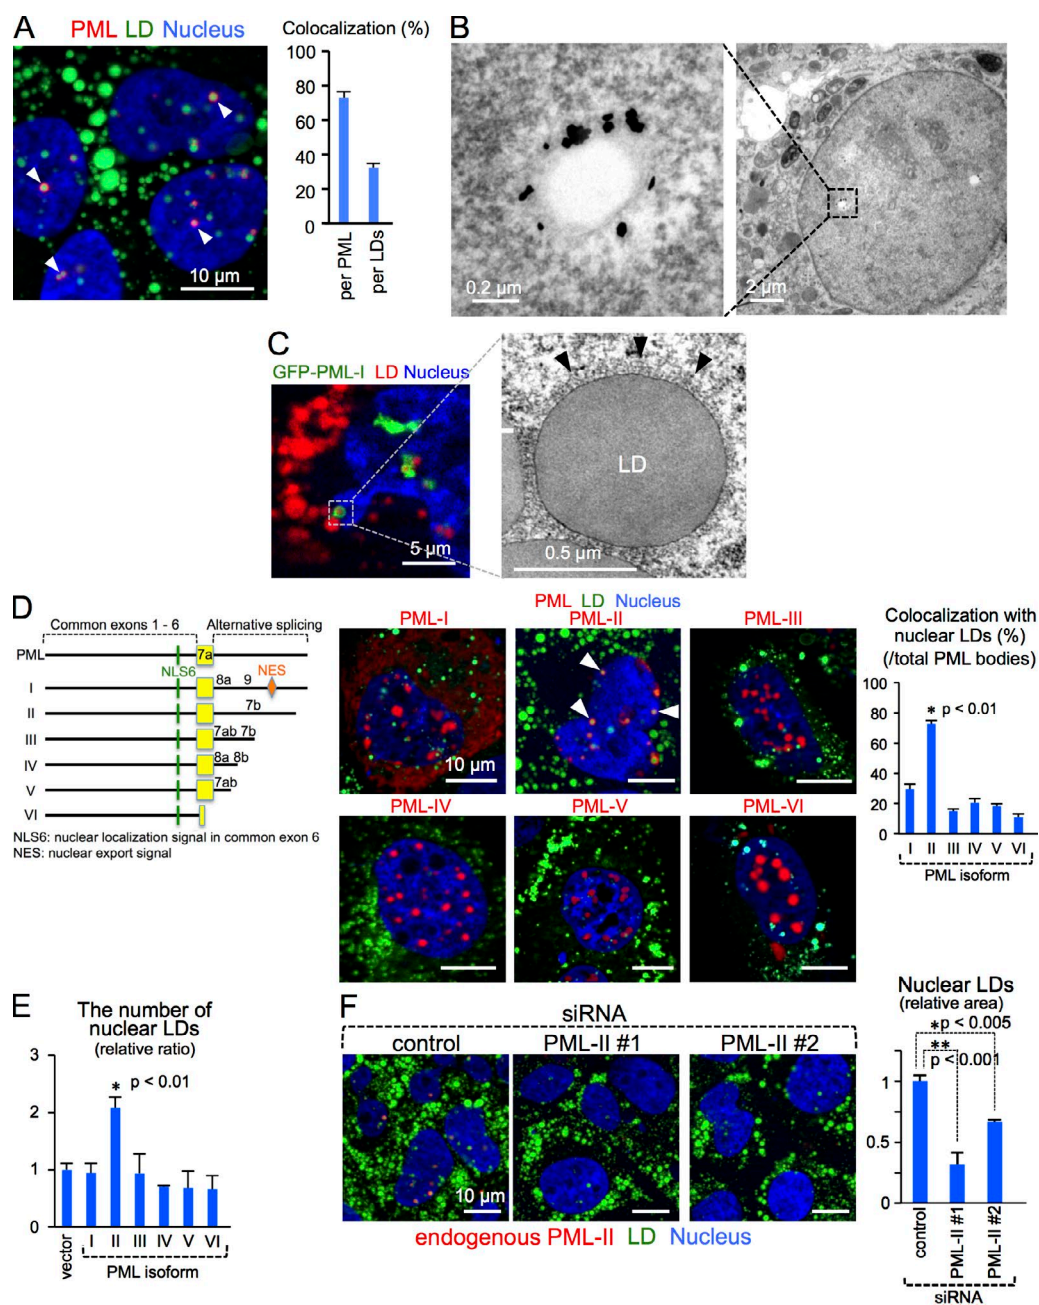 A
PML LD Nucleus
10 µm
Colocalization (%)
100
80
60
40
20
0
per PML
per LDs
B
0.2 µm
2 µm
C
GFP-PML-I LD Nucleus
5 µm
LD
0.5 µm
D
Common exons 1 - 6
Alternative splicing
PML
7a
NLS6
NES
I
8a 9
II
7b
III
7ab 7b
IV
8a 8b
V
7ab
VI
NLS6: nuclear localization signal in common exon 6
NES: nuclear export signal
PML LD Nucleus
PML-I
PML-II
PML-III
10 µm
PML-IV
PML-V
PML-VI
Colocalization with
nuclear LDs (%)
(/total PML bodies)
100
80
60
40
20
0
* p < 0.01
I II III IV V VI
PML isoform
E
The number of
nuclear LDs
(relative ratio)
3
2
1
0
* p < 0.01
vector
I II III IV V VI
PML isoform
F
siRNA
control
PML-II #1
PML-II #2
10 µm
endogenous PML-II LD Nucleus
Nuclear LDs
(relative area)
*p < 0.005
**
p < 0.001
1
0.5
0
control
PML-II #1
PML-II #2
siRNA